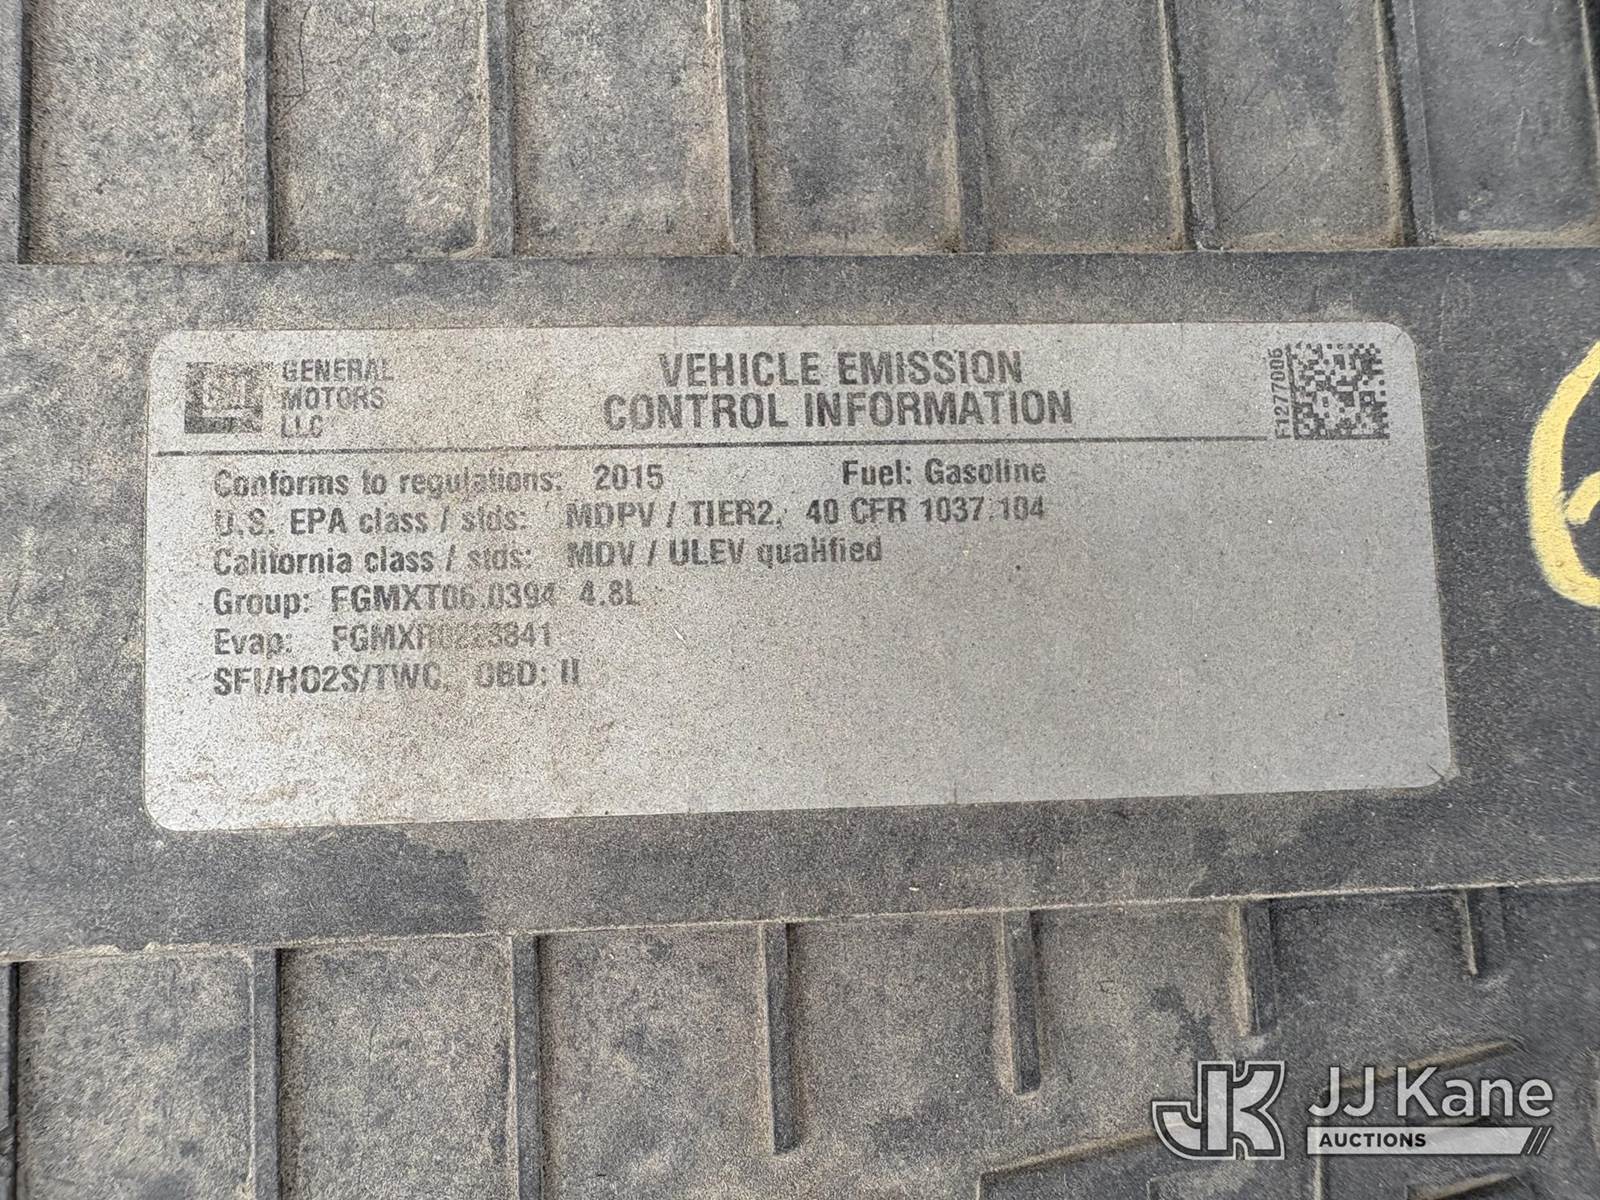 GM
GENERAL
MOTORS
LLC
VEHICLE EMISSION
CONTROL INFORMATION
F1277006
Conforms to regulations: 2015 Fuel: Gasoline
U.S. EPA class / stds: MDPV / TIER2, 40 CFR 1037.104
California class / stds: MDV / ULEV qualified
Group: FGMXT06.0394 4.8L
Evap:
SFI/HO2S/TWC, OBD: II
JK JJ Kane
AUCTIONS